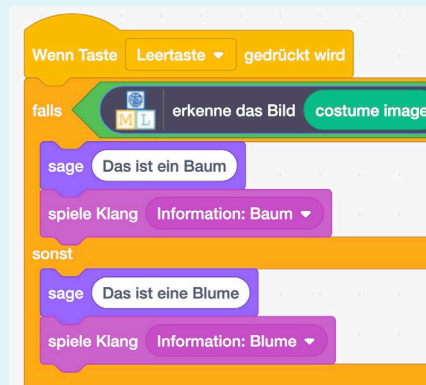 Wenn Taste Leertaste gedrückt wird
falls ML erkenne das Bild costume image
sage Das ist ein Baum
spiele Klang Information: Baum
sonst
sage Das ist eine Blume
spiele Klang Information: Blume